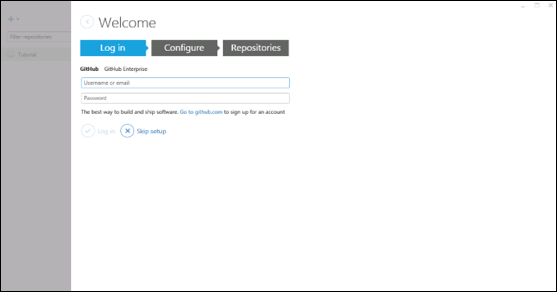 Welcome
Log in Configure Repositories
Filter repositories
Tutorial
GitHub GitHub Enterprise
Username or email
Password
The best way to build and ship software. Go to github.com to sign up for an account
Log in Skip setup